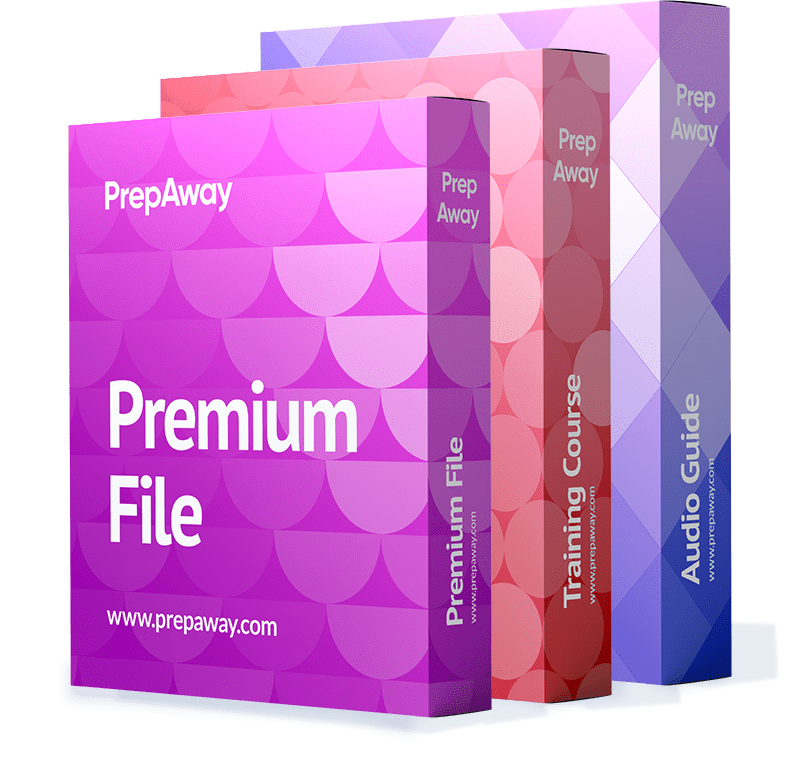 PrepAway
Premium
File
www.prepaway.com
Prep
Away
Premium File
www.prepaway.com
Prep
Away
Training Course
www.prepaway.com
Prep
Away
Audio Guide
www.prepaway.com